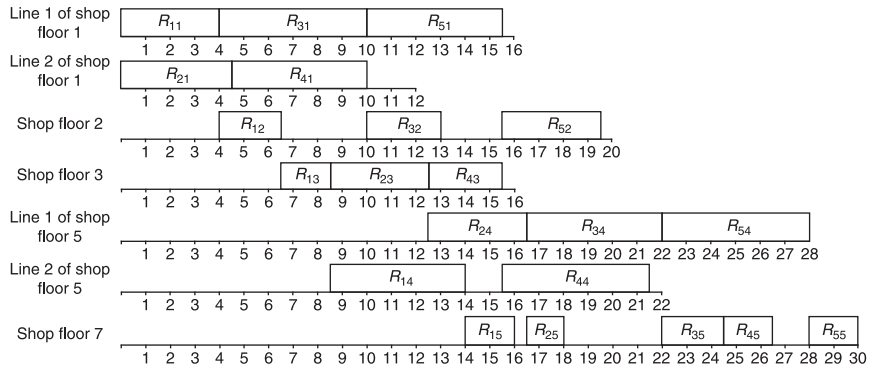 Line 1 of shop
floor 1
R11 R31 R51
1 2 3 4 5 6 7 8 9 10 11 12 13 14 15 16
Line 2 of shop
floor 1
R21 R41
1 2 3 4 5 6 7 8 9 10 11 12
Shop floor 2
R12 R32 R52
1 2 3 4 5 6 7 8 9 10 11 12 13 14 15 16 17 18 19 20
Shop floor 3
R13 R23 R43
1 2 3 4 5 6 7 8 9 10 11 12 13 14 15 16
Line 1 of shop
floor 5
R24 R34 R54
1 2 3 4 5 6 7 8 9 10 11 12 13 14 15 16 17 18 19 20 21 22 23 24 25 26 27 28
Line 2 of shop
floor 5
R14 R44
1 2 3 4 5 6 7 8 9 10 11 12 13 14 15 16 17 18 19 20 21 22
Shop floor 7
R15 R25 R35 R45 R55
1 2 3 4 5 6 7 8 9 10 11 12 13 14 15 16 17 18 19 20 21 22 23 24 25 26 27 28 29 30